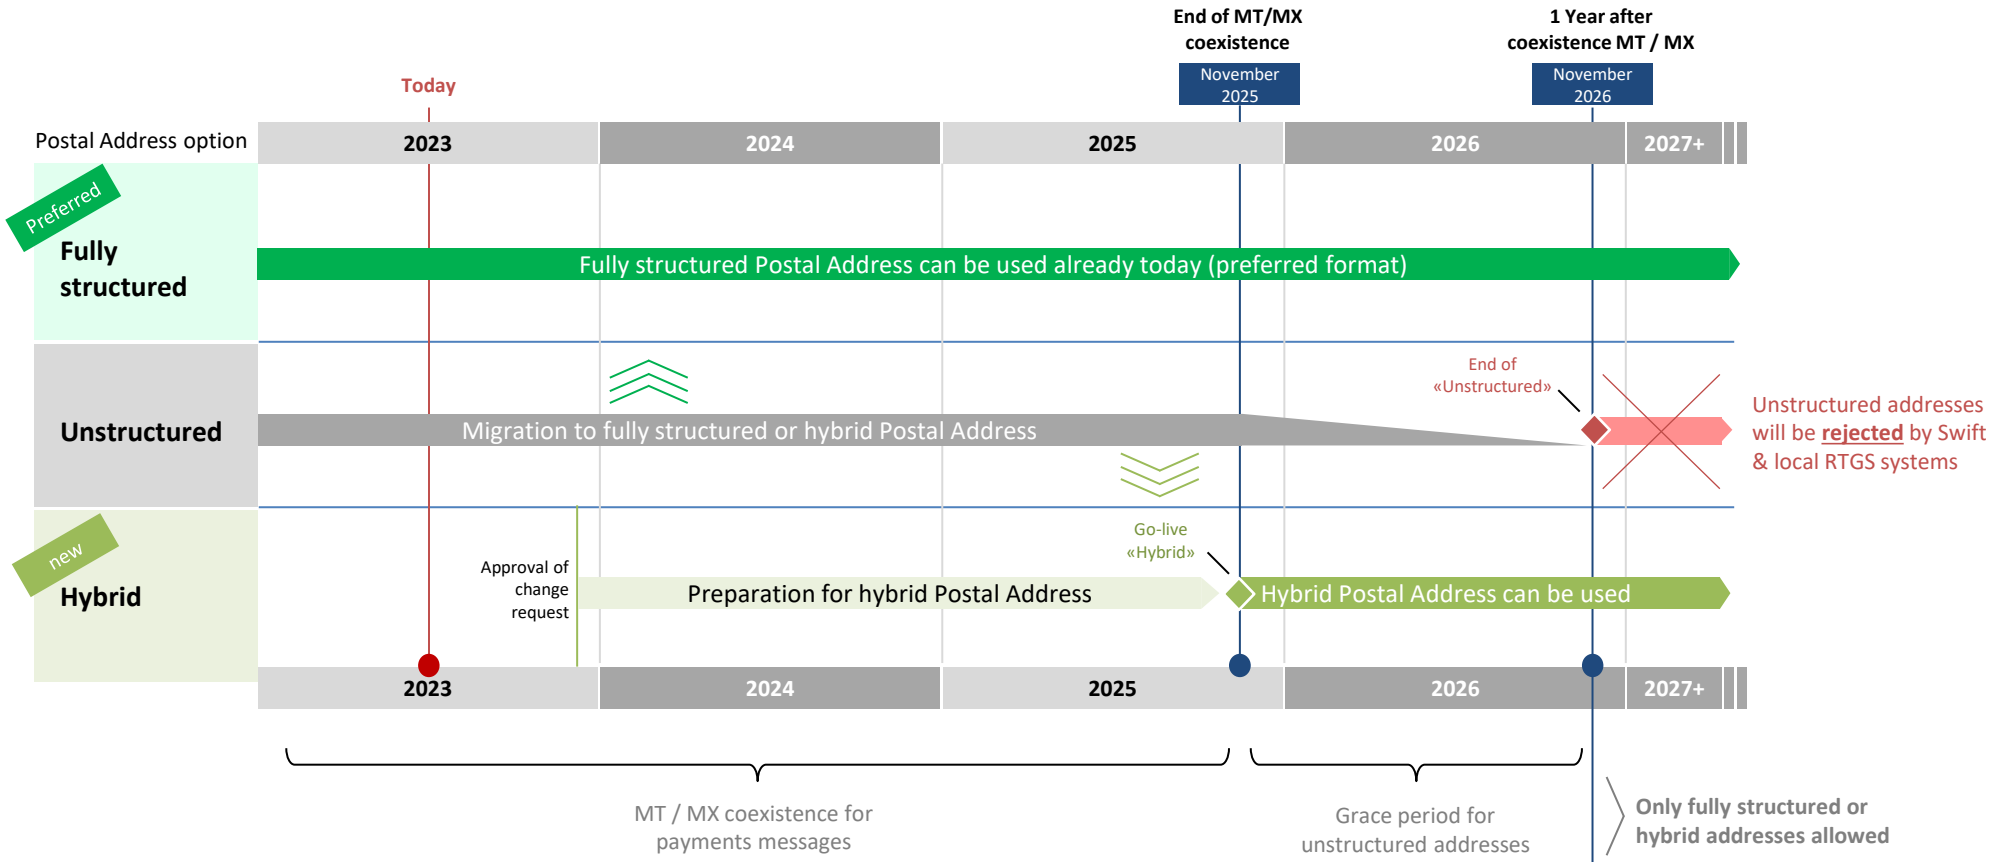 End of MT/MX
coexistence
1 Year after
coexistence MT / MX
November
2025
November
2026
Today
Postal Address option
2023
2024
2025
2026
2027+
Preferred
Fully
structured
Fully structured Postal Address can be used already today (preferred format)
Unstructured
Migration to fully structured or hybrid Postal Address
End of
«Unstructured»
Unstructured addresses
will be rejected by Swift
& local RTGS systems
new
Hybrid
Approval of
change
request
Preparation for hybrid Postal Address
Go-live
«Hybrid»
Hybrid Postal Address can be used
2023
2024
2025
2026
2027+
MT / MX coexistence for
payments messages
Grace period for
unstructured addresses
Only fully structured or
hybrid addresses allowed